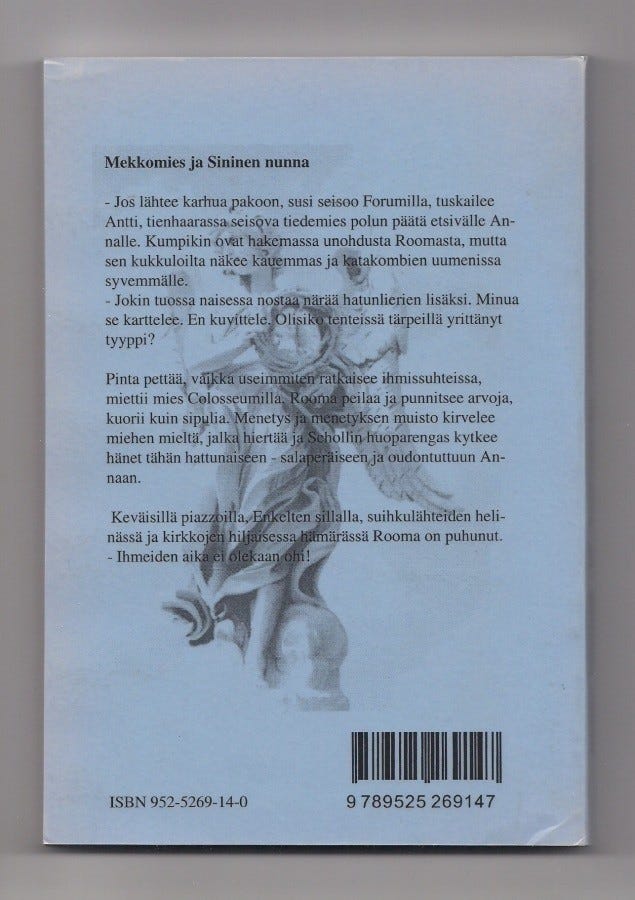 Mekkomies ja Sininen nunna
- Jos lähtee karhua pakoon, susi seisoo Forumilla, tuskailee
Antti, tienhaarassa seisova tiedemies polun päätä etsivälle An-
nalle. Kumpikin ovat hakemassa unohdusta Roomasta, mutta
sen kukkuloilta näkee kauemmas ja katakombien uumenissa
syvemmälle.
- Jokin tuossa naisessa nostaa närää hatunlierien lisäksi. Minua
se karttelee. En kuvittele. Olisiko tenteissä tärpeillä yrittänyt
tyyppi?
Pinta pettää, vaikka useimmiten ratkaisee ihmissuhteissa,
miettii mies Colosseumilla. Rooma peilaa ja punnitsee arvoja,
kuorii kuin sipulia. Menetys ja menetyksen muisto kirvelee
miehen mieltä, jalka hiertää ja Schollin huoparengas kytkee
hänet tähän hattunaiseen - salaperäiseen ja oudontuttuun An-
naan.
Keväisillä piazzoilla, Enkelten sillalla, suihkulähteiden heli-
nässä ja kirkkojen hiljaisessa hämärässä Rooma on puhunut.
- Ihmeiden aika ei olekaan ohi!
ISBN 952-5269-14-0
9 789525 269147